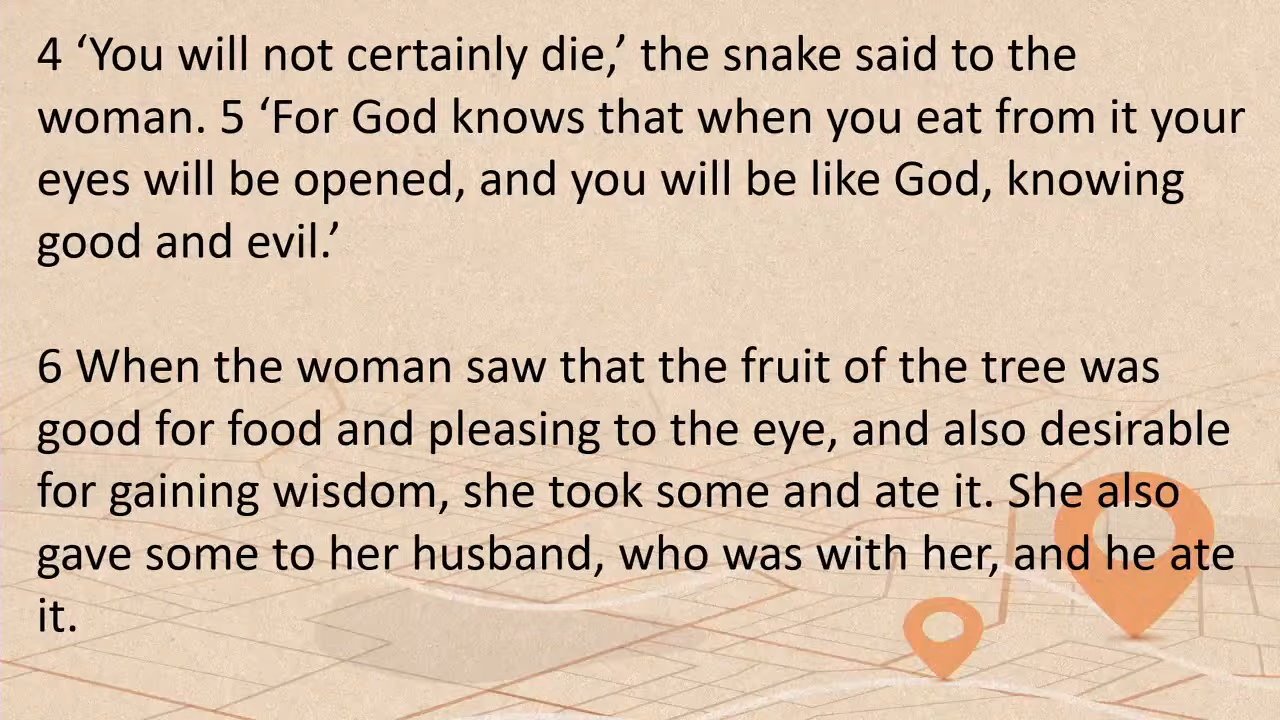 4 ‘You will not certainly die,’ the snake said to the
woman. 5 ‘For God knows that when you eat from it your
eyes will be opened, and you will be like God, knowing
good and evil.’
6 When the woman saw that the fruit of the tree was
good for food and pleasing to the eye, and also desirable
for gaining wisdom, she took some and ate it. She also
gave some to her husband, who was with her, and he ate
it.